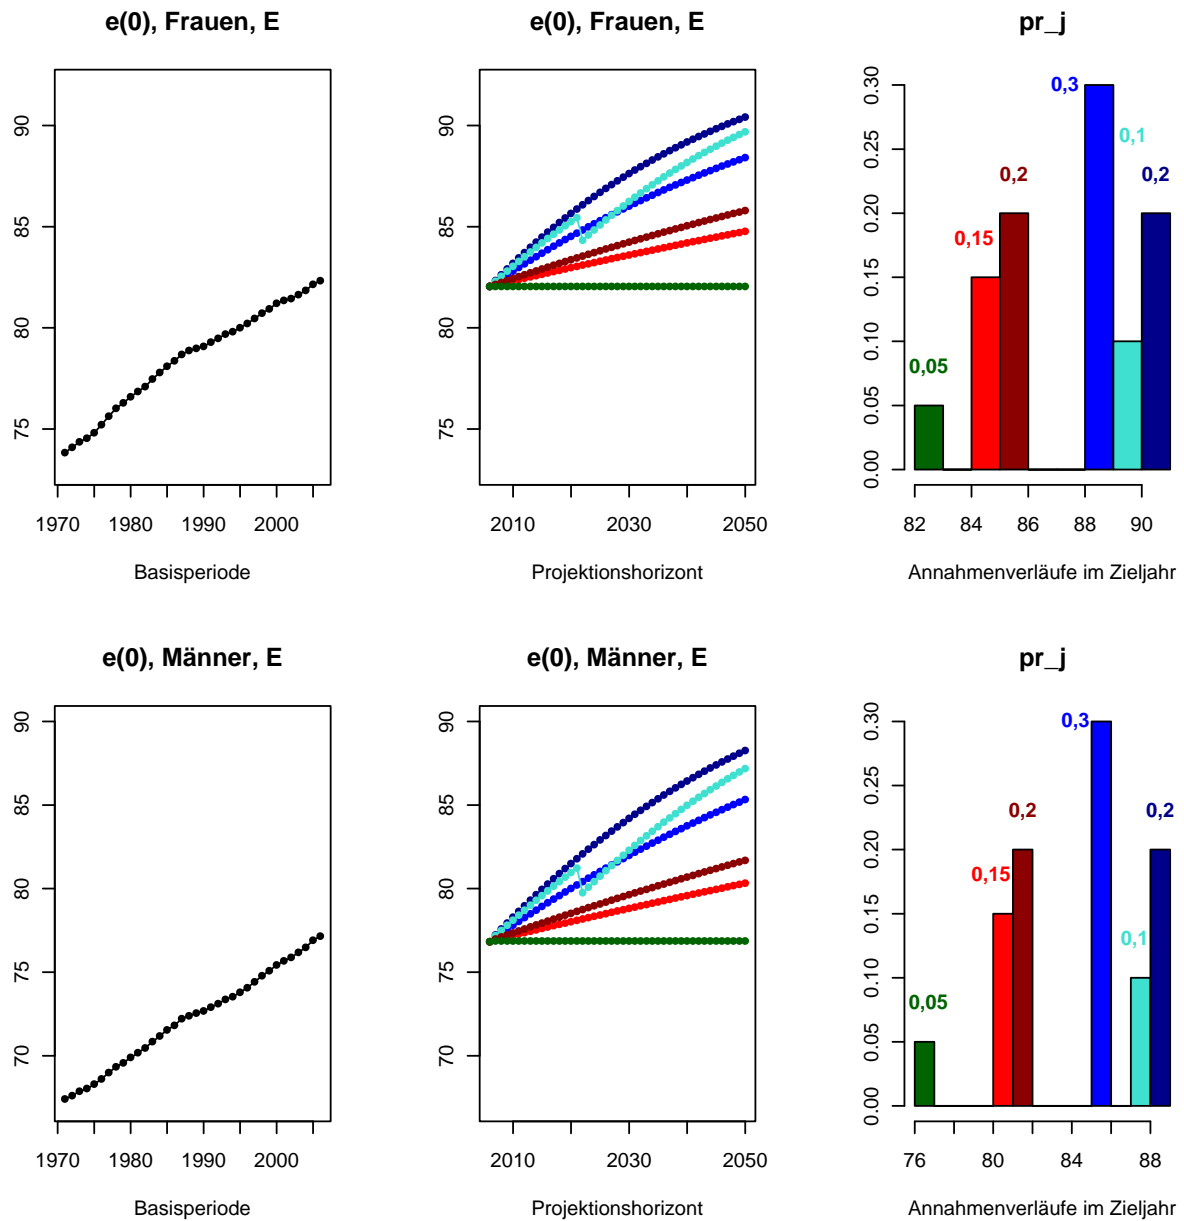 e(0), Frauen, E
e(0), Frauen, E
pr_j
90
85
80
75
1970 1980 1990 2000
Basisperiode
90
85
80
75
2010 2030 2050
Projektionshorizont
0.30
0.25
0.20
0.15
0.10
0.05
0.00
0,05
0,15
0,2
0,3
0,1
0,2
82 84 86 88 90
Annahmenverläufe im Zieljahr
e(0), Männer, E
e(0), Männer, E
pr_j
90
85
80
75
70
1970 1980 1990 2000
Basisperiode
90
85
80
75
70
2010 2030 2050
Projektionshorizont
0.30
0.25
0.20
0.15
0.10
0.05
0.00
0,05
0,15
0,2
0,3
0,1
0,2
76 80 84 88
Annahmenverläufe im Zieljahr